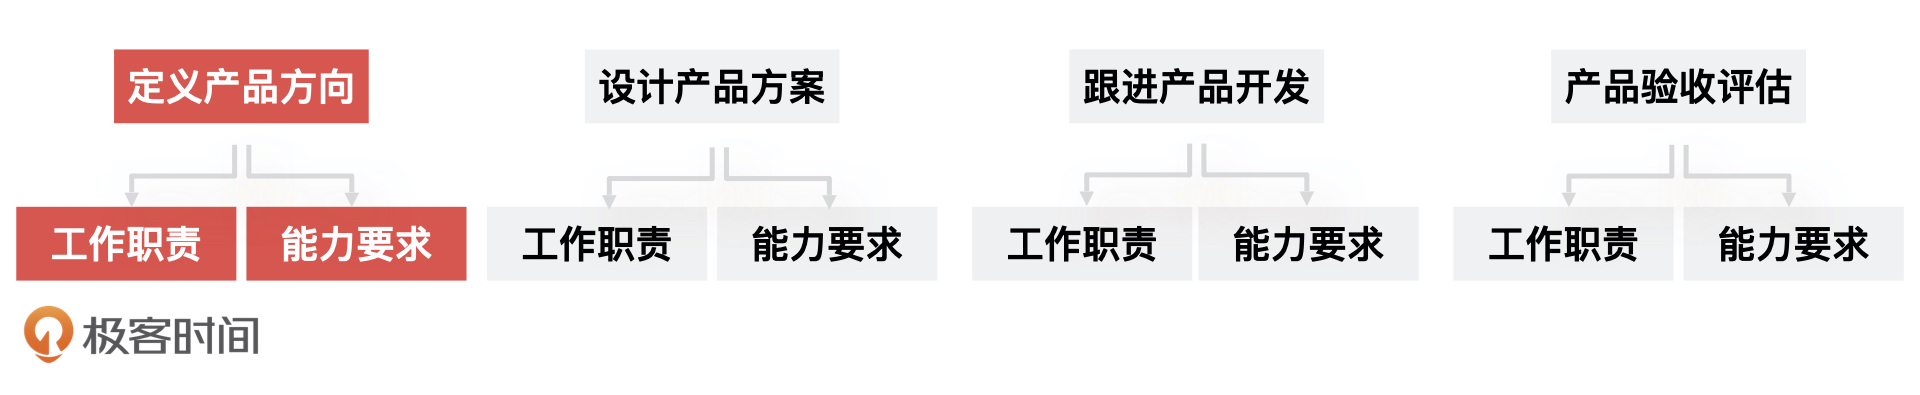 定义产品方向
设计产品方案
跟进产品开发
产品验收评估
工作职责
能力要求
工作职责
能力要求
工作职责
能力要求
工作职责
能力要求
极客时间